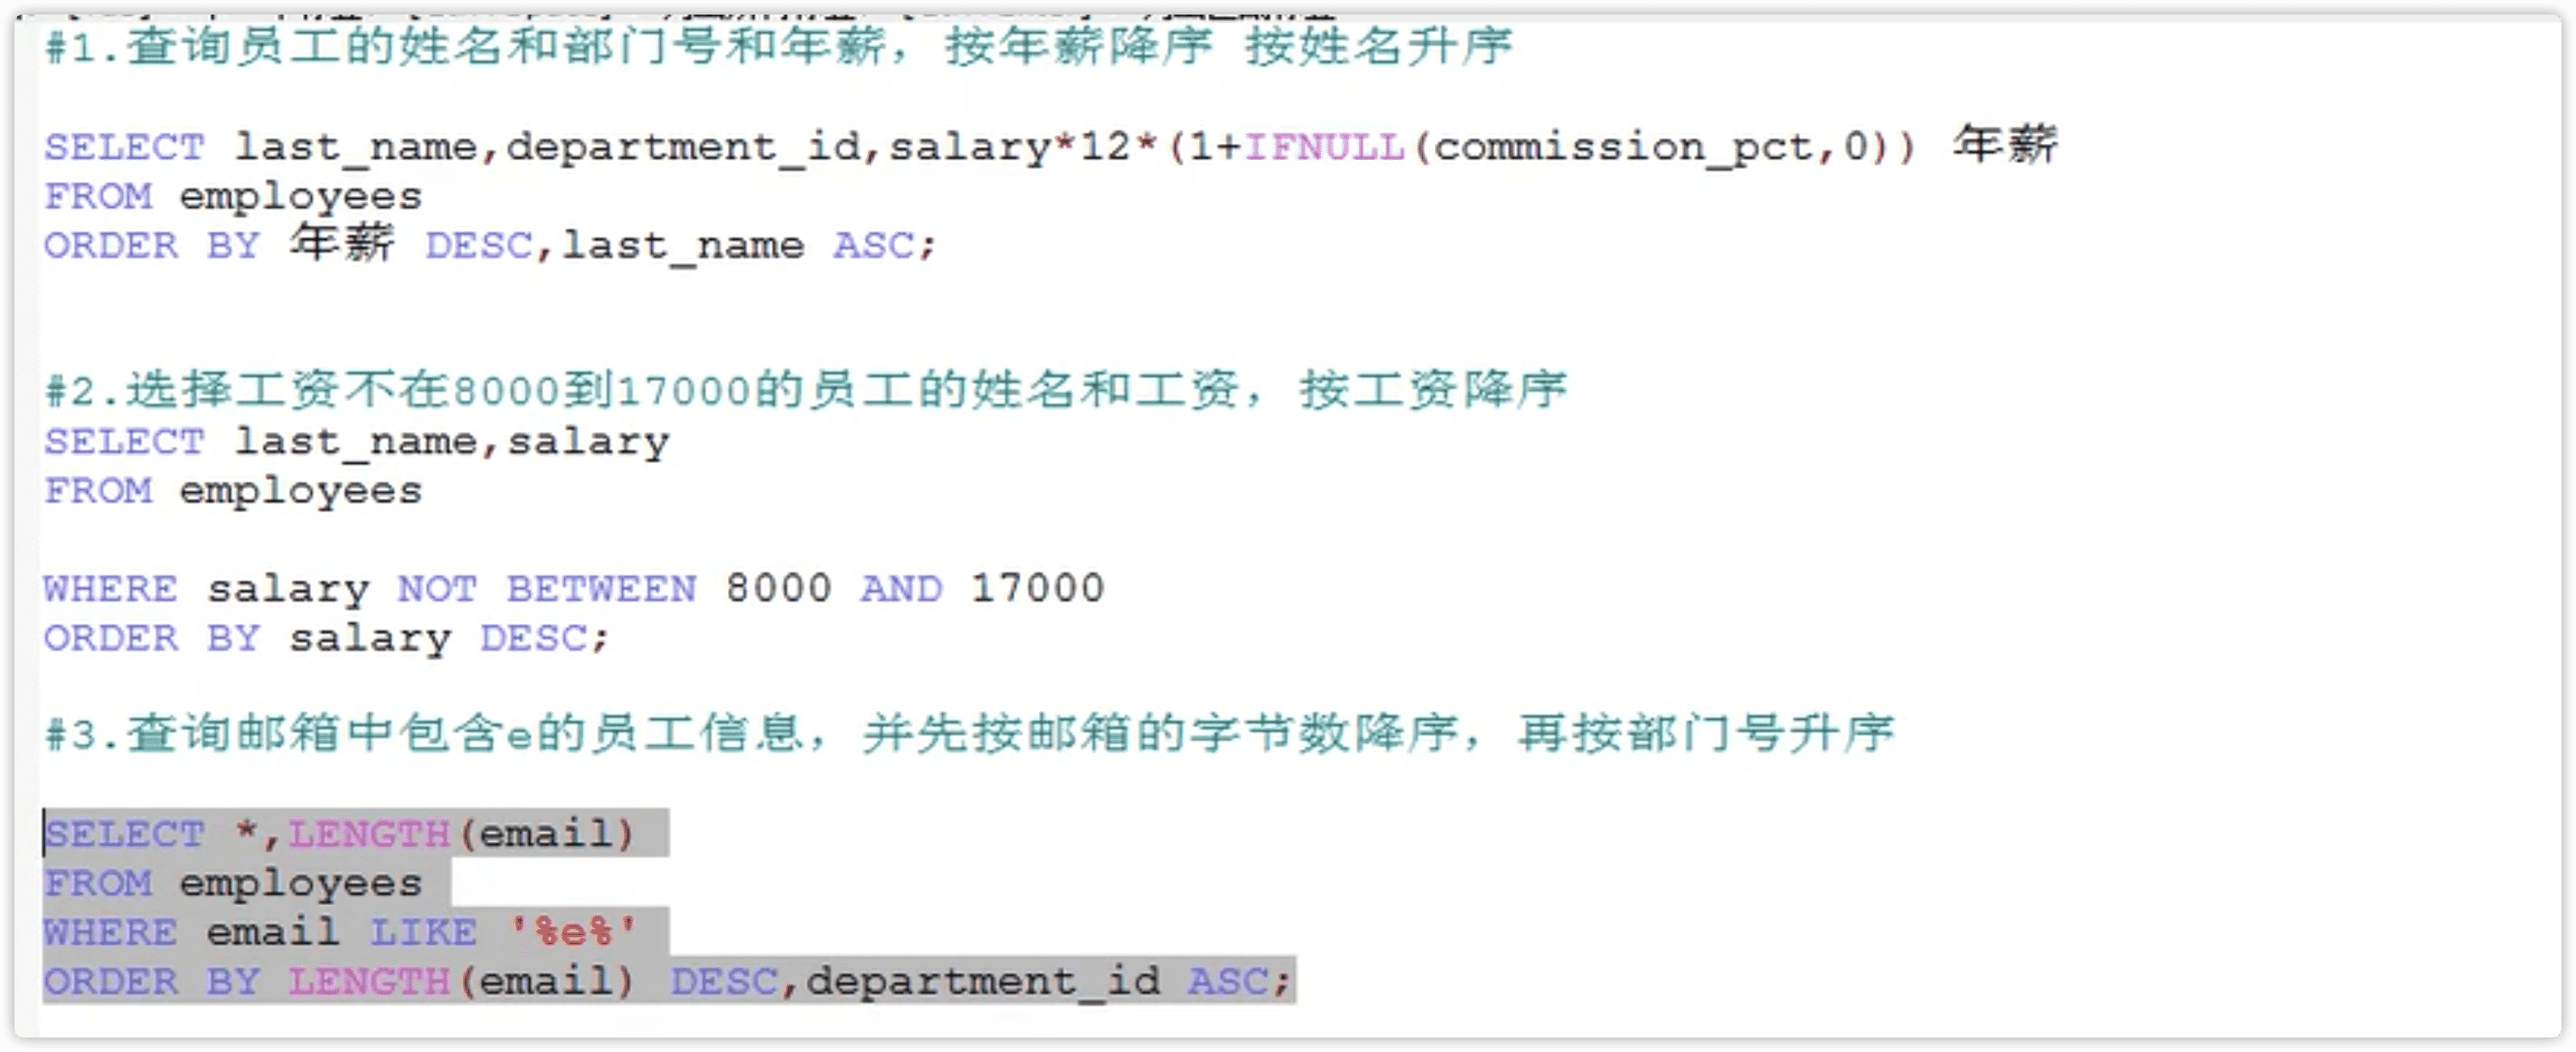 #1.查询员工的姓名和部门号和年薪，按年薪降序 按姓名升序
SELECT last_name,department_id,salary*12*(1+IFNULL(commission_pct,0)) 年薪
FROM employees
ORDER BY 年薪 DESC,last_name ASC;
#2.选择工资不在8000到17000的员工的姓名和工资，按工资降序
SELECT last_name,salary
FROM employees
WHERE salary NOT BETWEEN 8000 AND 17000
ORDER BY salary DESC;
#3.查询邮箱中包含e的员工信息，并先按邮箱的字节数降序，再按部门号升序
SELECT *,LENGTH(email)
FROM employees
WHERE email LIKE '%e%'
ORDER BY LENGTH(email) DESC,department_id ASC;